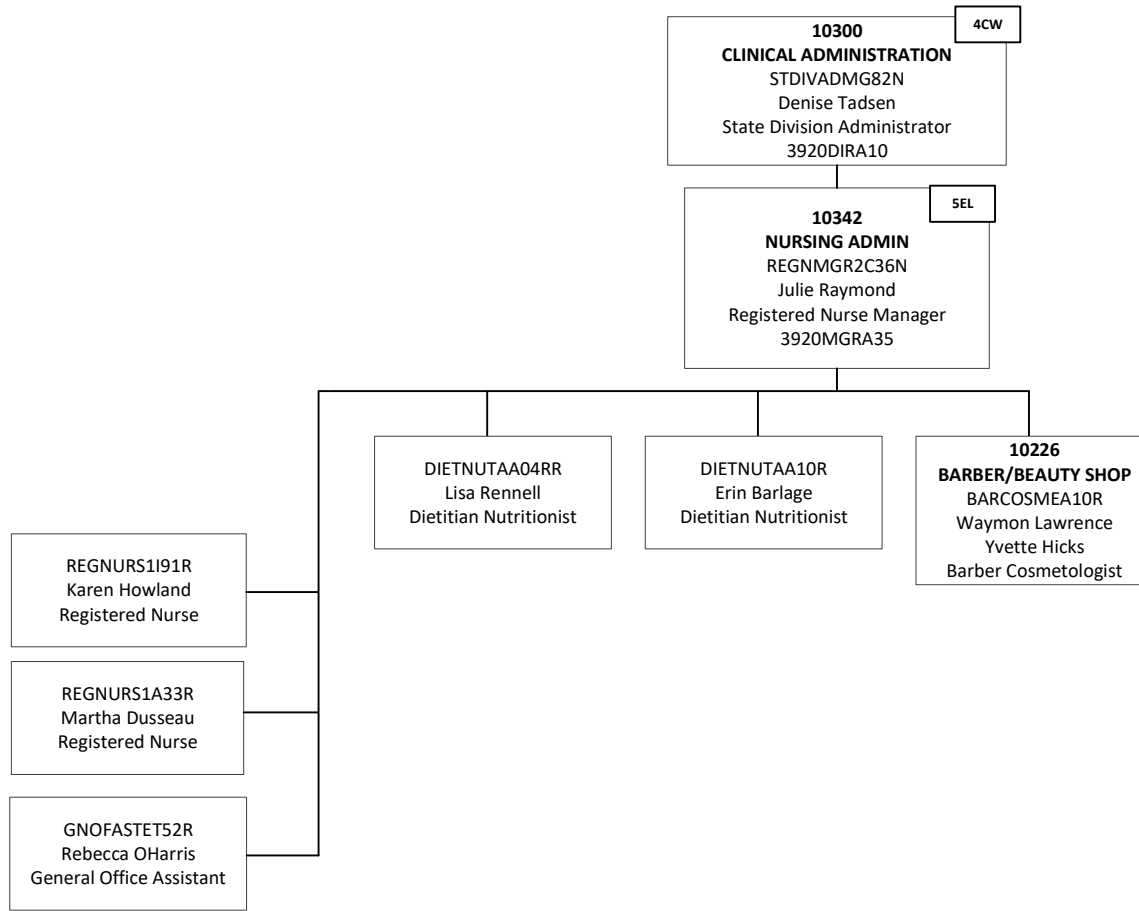 4CW
10300
CLINICAL ADMINISTRATION
STDIVADMG82N
Denise Tadsen
State Division Administrator
3920DIRA10
5EL
10342
NURSING ADMIN
REGNMGR2C36N
Julie Raymond
Registered Nurse Manager
3920MGRA35
DIETNUTAA04RR
Lisa Rennell
Dietitian Nutritionist
DIETNUTAA10R
Erin Barlage
Dietitian Nutritionist
10226
BARBER/BEAUTY SHOP
BARCOSMEA10R
Waymon Lawrence
Yvette Hicks
Barber Cosmetologist
REGNURS1I91R
Karen Howland
Registered Nurse
REGNURS1A33R
Martha Dusseau
Registered Nurse
GNOFASTET52R
Rebecca OHarris
General Office Assistant